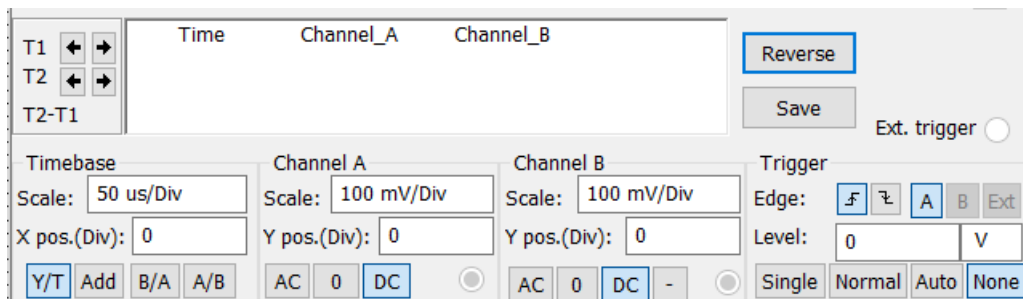 Time Channel_A Channel_B
T1
T2
T2-T1
Reverse
Save
Ext. trigger
Timebase
Scale: 50 us/Div
X pos.(Div): 0
Y/T Add B/A A/B
Channel A
Scale: 100 mV/Div
Y pos.(Div): 0
AC 0 DC
Channel B
Scale: 100 mV/Div
Y pos.(Div): 0
AC 0 DC -
Trigger
Edge: A B Ext
Level: 0 V
Single Normal Auto None